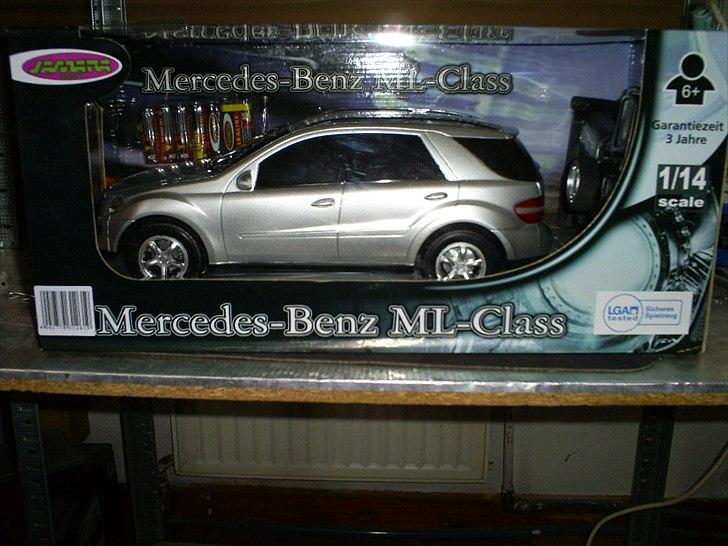 JAMARA
Mercedes-Benz ML-Class
6+
Garantiezeit
3 Jahre
1/14
scale
Mercedes-Benz ML-Class
LGA
tested
Sicheres
Spielzeug